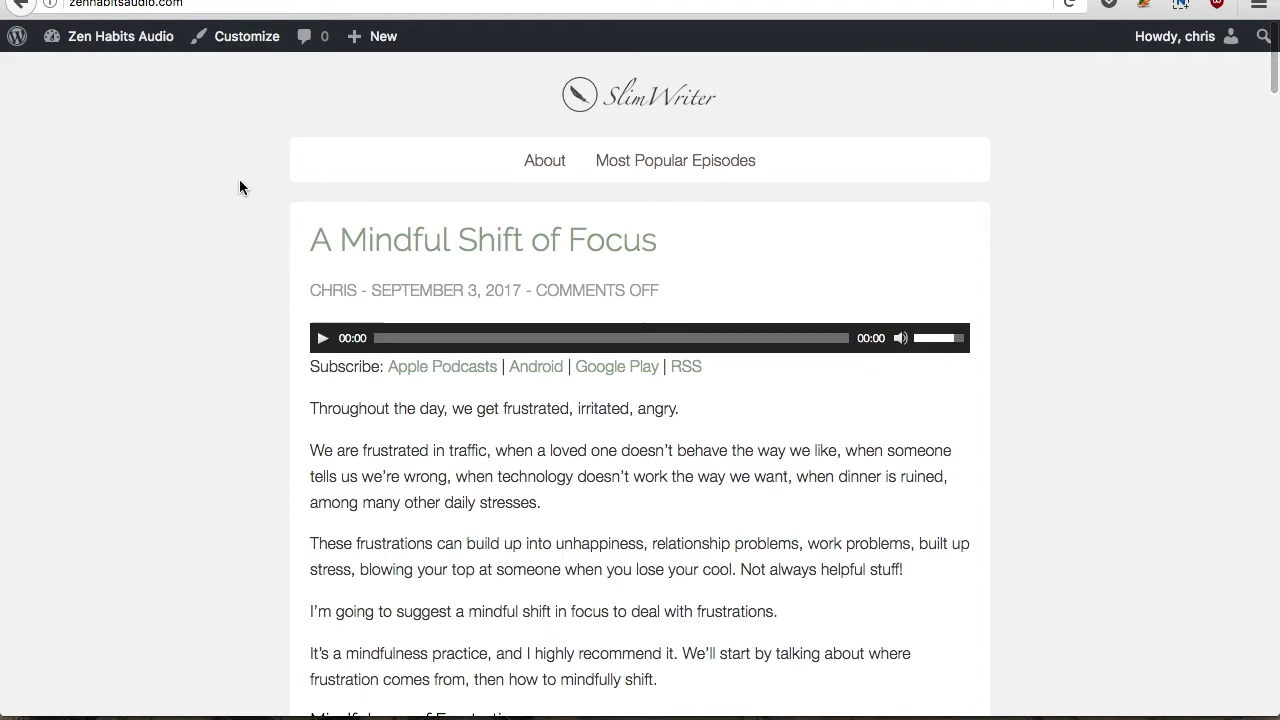 zenhabitsaudio.com
Zen Habits Audio Customize 0 New Howdy, chris
SlimWriter
About Most Popular Episodes
A Mindful Shift of Focus
CHRIS - SEPTEMBER 3, 2017 - COMMENTS OFF
00:00 00:00
Subscribe: Apple Podcasts | Android | Google Play | RSS
Throughout the day, we get frustrated, irritated, angry.
We are frustrated in traffic, when a loved one doesn’t behave the way we like, when someone
tells us we’re wrong, when technology doesn’t work the way we want, when dinner is ruined,
among many other daily stresses.
These frustrations can build up into unhappiness, relationship problems, work problems, built up
stress, blowing your top at someone when you lose your cool. Not always helpful stuff!
I’m going to suggest a mindful shift in focus to deal with frustrations.
It’s a mindfulness practice, and I highly recommend it. We’ll start by talking about where
frustration comes from, then how to mindfully shift.